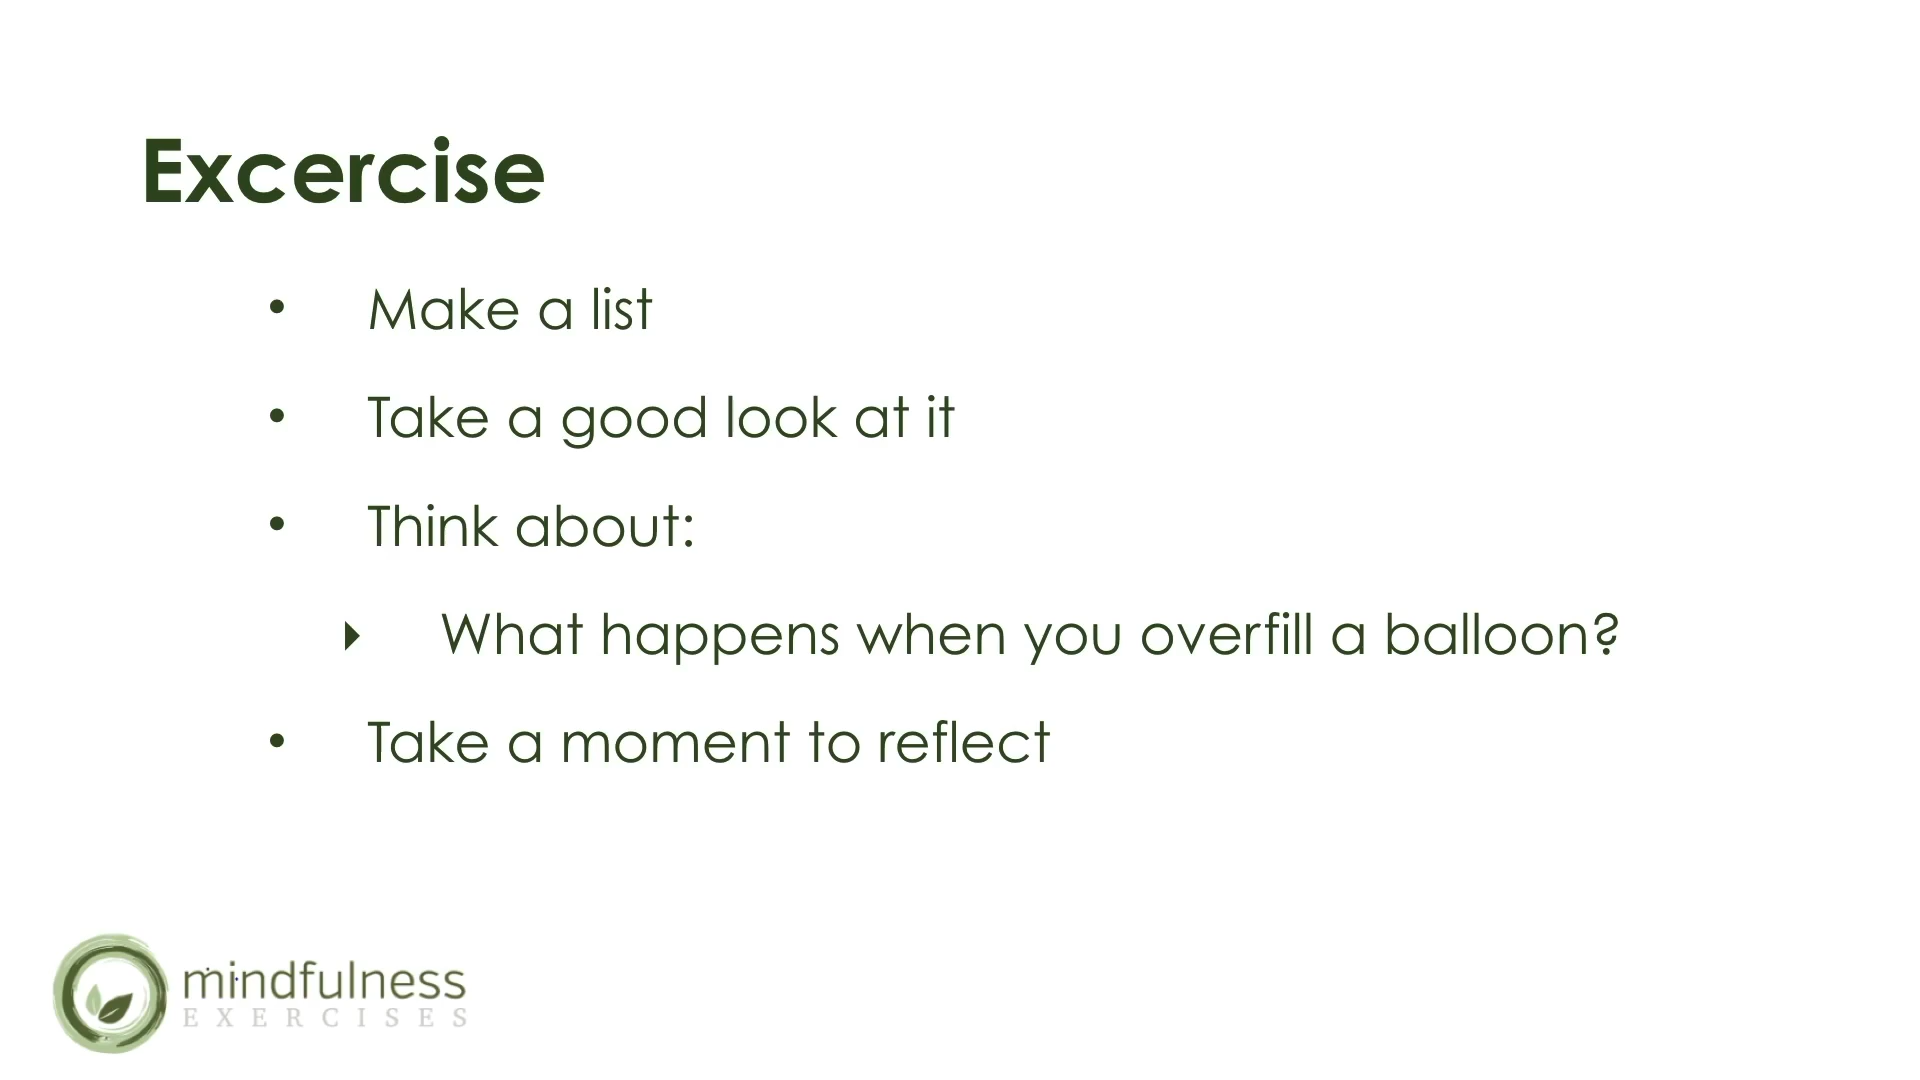 Excercise
• Make a list
• Take a good look at it
• Think about:
‣ What happens when you overfill a balloon?
• Take a moment to reflect
mindfulness
EXERCISES